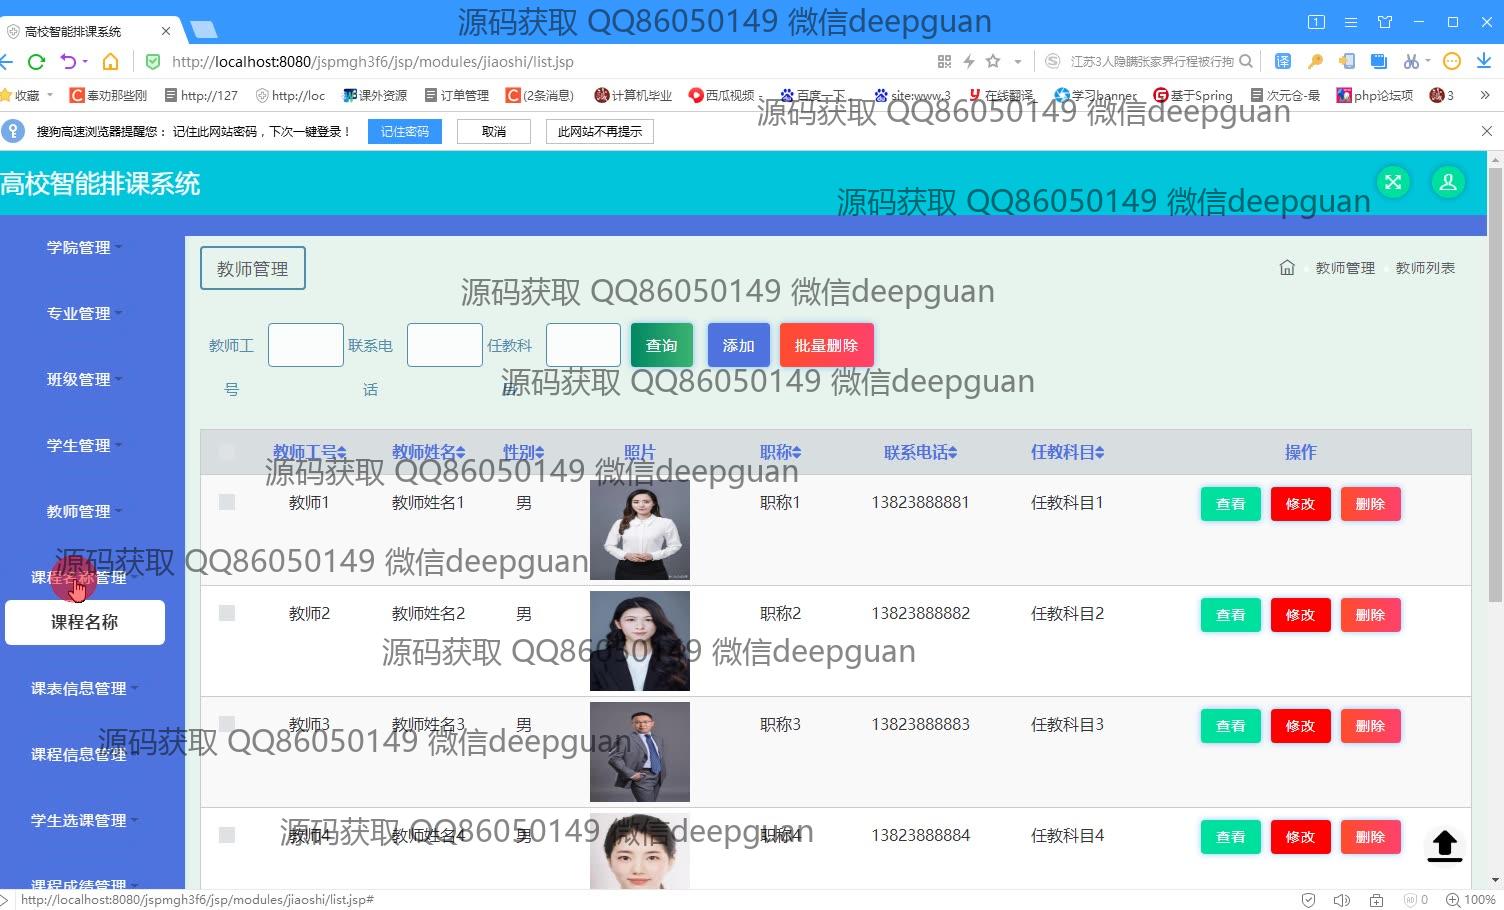 高校智能排课系统
源码获取 QQ86050149 微信deepguan
1
http://localhost:8080/jspmgh3f6/jsp/modules/jiaoshi/list.jsp
江苏3人隐瞒张家界行程被行拘
译
收藏
奉劝那些刚
http://127
http://loc
课外资源
订单管理
(2条消息)
计算机毕业
西瓜视频 -
百度一下
site:www.3
在线翻译
学习banner
基于Spring
次元仓-最
php论坛项
3
»
源码获取 QQ86050149 微信deepguan
搜狗高速浏览器提醒您： 记住此网站密码，下次一键登录！
记住密码
取消
此网站不再提示
高校智能排课系统
源码获取 QQ86050149 微信deepguan
学院管理
专业管理
班级管理
学生管理
教师管理
课程名称管理
课程名称
课表信息管理
课程信息管理
学生选课管理
课程成绩管理
教师管理
教师管理
教师列表
源码获取 QQ86050149 微信deepguan
教师工号
联系电话
任教科目
查询
添加
批量删除
源码获取 QQ86050149 微信deepguan
教师工号 教师姓名 性别 照片 职称 联系电话 任教科目 操作
源码获取 QQ86050149 微信deepguan
教师1 教师姓名1 男 职称1 13823888881 任教科目1 查看 修改 删除
源码获取 QQ86050149 微信deepguan
教师2 教师姓名2 男 职称2 13823888882 任教科目2 查看 修改 删除
源码获取 QQ86050149 微信deepguan
教师3 教师姓名3 男 职称3 13823888883 任教科目3 查看 修改 删除
源码获取 QQ86050149 微信deepguan
教师4 教师姓名4 男 职称4 13823888884 任教科目4 查看 修改 删除
源码获取 QQ86050149 微信deepguan
http://localhost:8080/jspmgh3f6/jsp/modules/jiaoshi/list.jsp#
0
100%